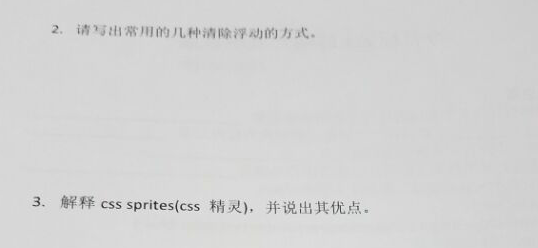 2. 请写出常用的几种清除浮动的方式。
3. 解释 css sprites(css 精灵)，并说出其优点。